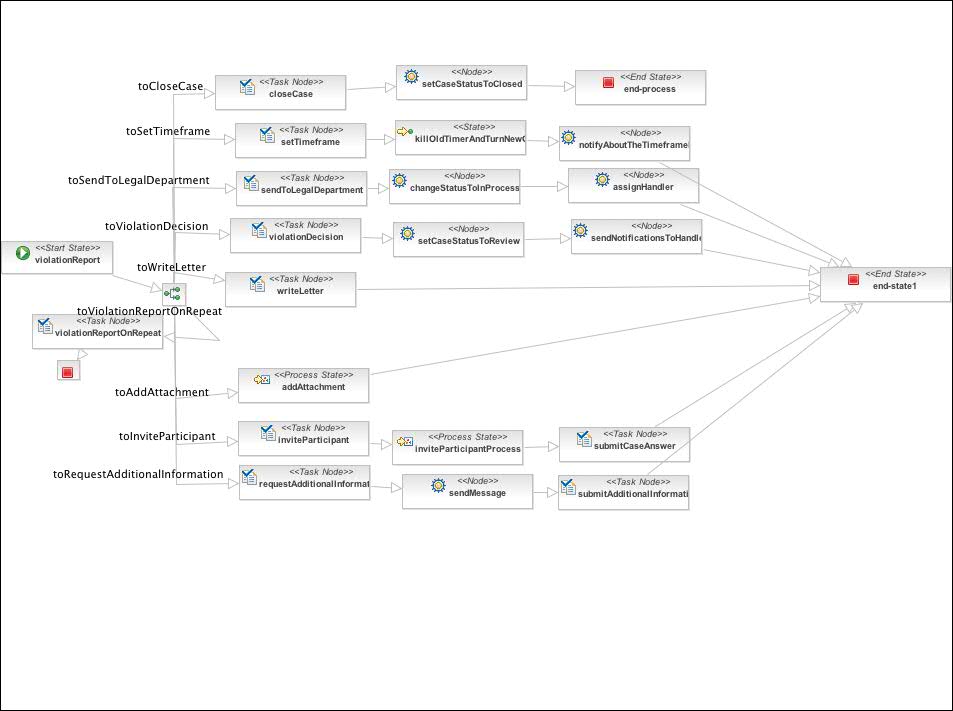 toCloseCase
<<Task Node>>
closeCase
<<Node>>
setCaseStatusToClosed
<<End State>>
end-process
toSetTimeframe
<<Task Node>>
setTimeframe
<<State>>
killOldTimerAndTurnNewO
<<Node>>
notifyAboutTheTimeframe
toSendToLegalDepartment
<<Task Node>>
sendToLegalDepartment
<<Node>>
changeStatusToInProcess
<<Node>>
assignHandler
toViolationDecision
<<Task Node>>
violationDecision
<<Node>>
setCaseStatusToReview
<<Node>>
sendNotificationsToHandle
<<Start State>>
violationReport
toWriteLetter
<<Task Node>>
writeLetter
<<End State>>
end-state1
toViolationReportOnRepeat
<<Task Node>>
violationReportOnRepeat
toAddAttachment
<<Process State>>
addAttachment
toInviteParticipant
<<Task Node>>
inviteParticipant
<<Process State>>
inviteParticipantProcess
<<Task Node>>
submitCaseAnswer
toRequestAdditionalInformation
<<Task Node>>
requestAdditionalInformat
<<Node>>
sendMessage
<<Task Node>>
submitAdditionalInformati